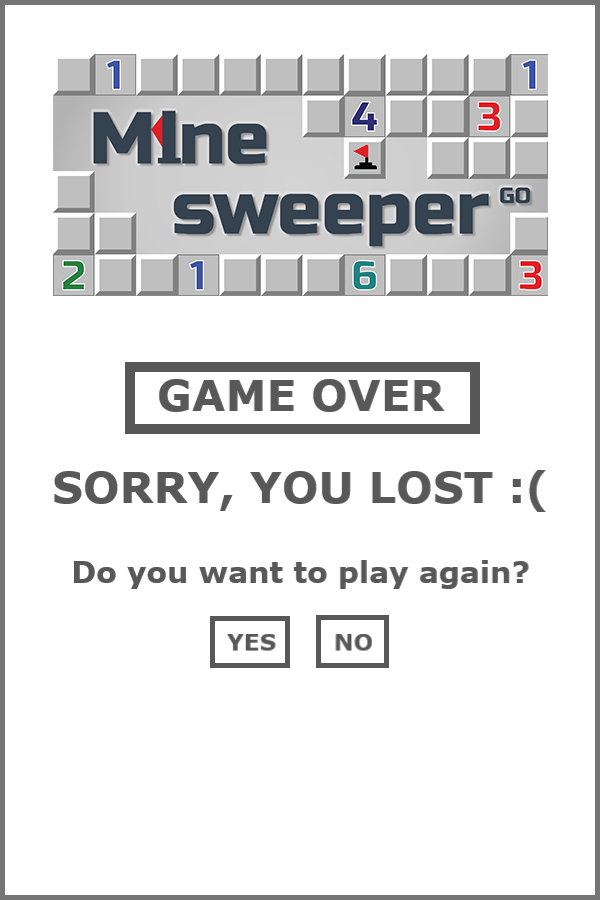 1 1
4 3
Mine
sweeper GO
2 1 6 3
GAME OVER
SORRY, YOU LOST :(
Do you want to play again?
YES NO